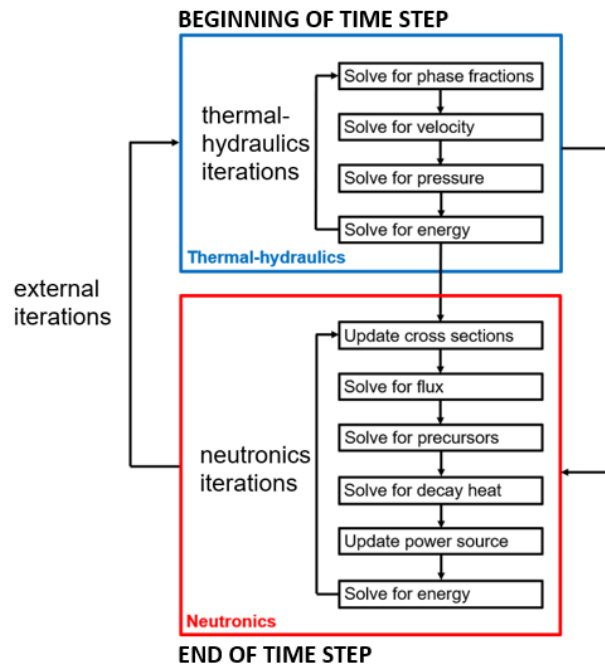 BEGINNING OF TIME STEP
Solve for phase fractions
thermal-
hydraulics
iterations
Solve for velocity
Solve for pressure
Solve for energy
Thermal-hydraulics
external
iterations
Update cross sections
Solve for flux
Solve for precursors
neutronics
iterations
Solve for decay heat
Update power source
Solve for energy
Neutronics
END OF TIME STEP